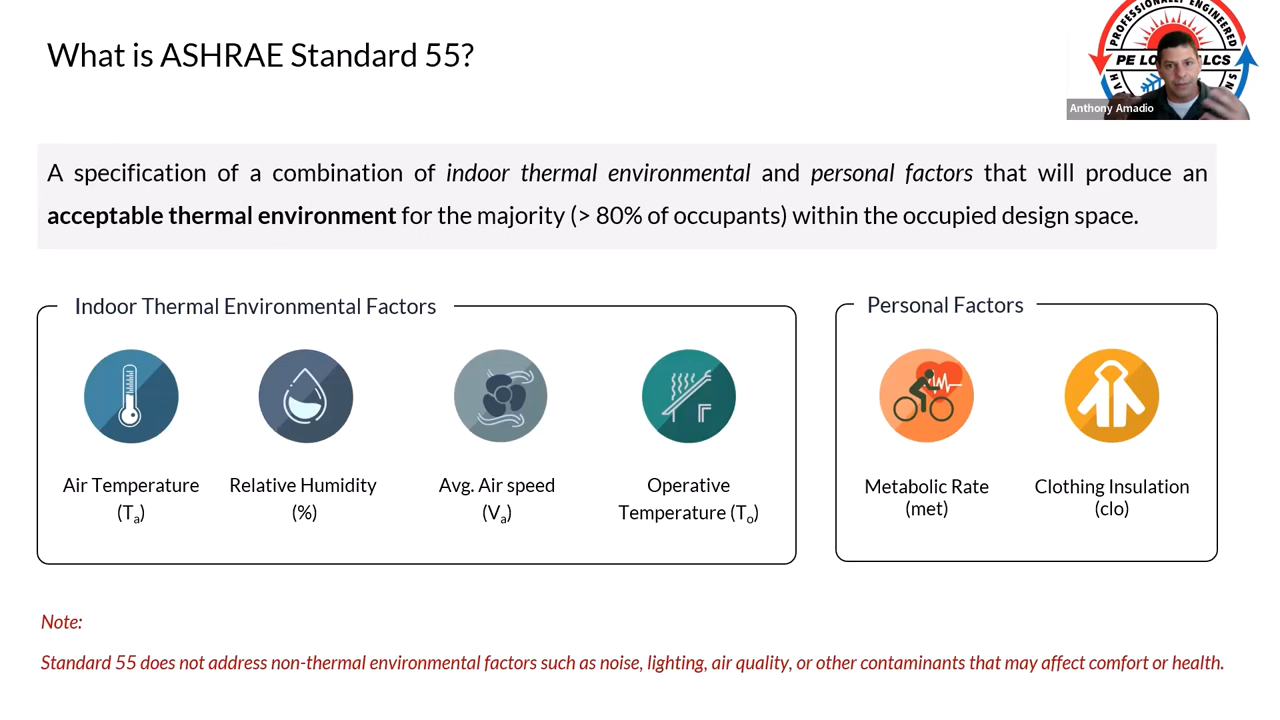 What is ASHRAE Standard 55?
PROFESSIONALLY ENGINEERED
PE LO LCS
Anthony Amadio
A specification of a combination of indoor thermal environmental and personal factors that will produce an
acceptable thermal environment for the majority (> 80% of occupants) within the occupied design space.
Indoor Thermal Environmental Factors
Air Temperature
(Ta)
Relative Humidity
(%)
Avg. Air speed
(Va)
Operative
Temperature (To)
Personal Factors
Metabolic Rate
(met)
Clothing Insulation
(clo)
Note:
Standard 55 does not address non-thermal environmental factors such as noise, lighting, air quality, or other contaminants that may affect comfort or health.